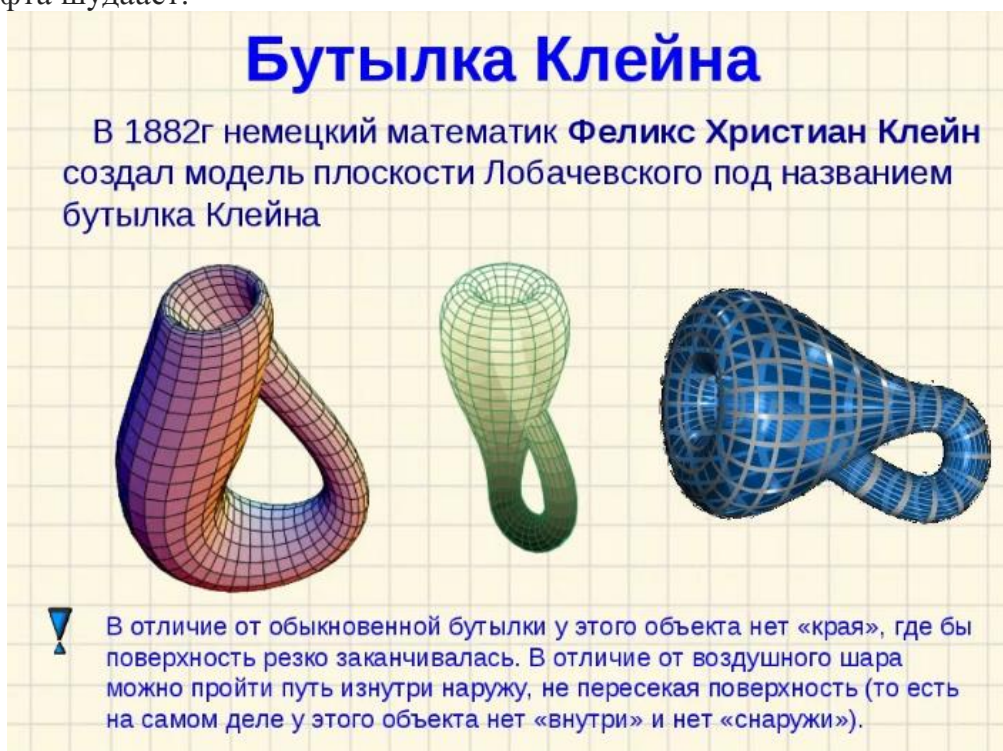 Бутылка Клейна
В 1882г немецкий математик Феликс Христиан Клейн
создал модель плоскости Лобачевского под названием
бутылка Клейна
В отличие от обыкновенной бутылки у этого объекта нет «края», где бы
поверхность резко заканчивалась. В отличие от воздушного шара
можно пройти путь изнутри наружу, не пересекая поверхность (то есть
на самом деле у этого объекта нет «внутри» и нет «снаружи»).